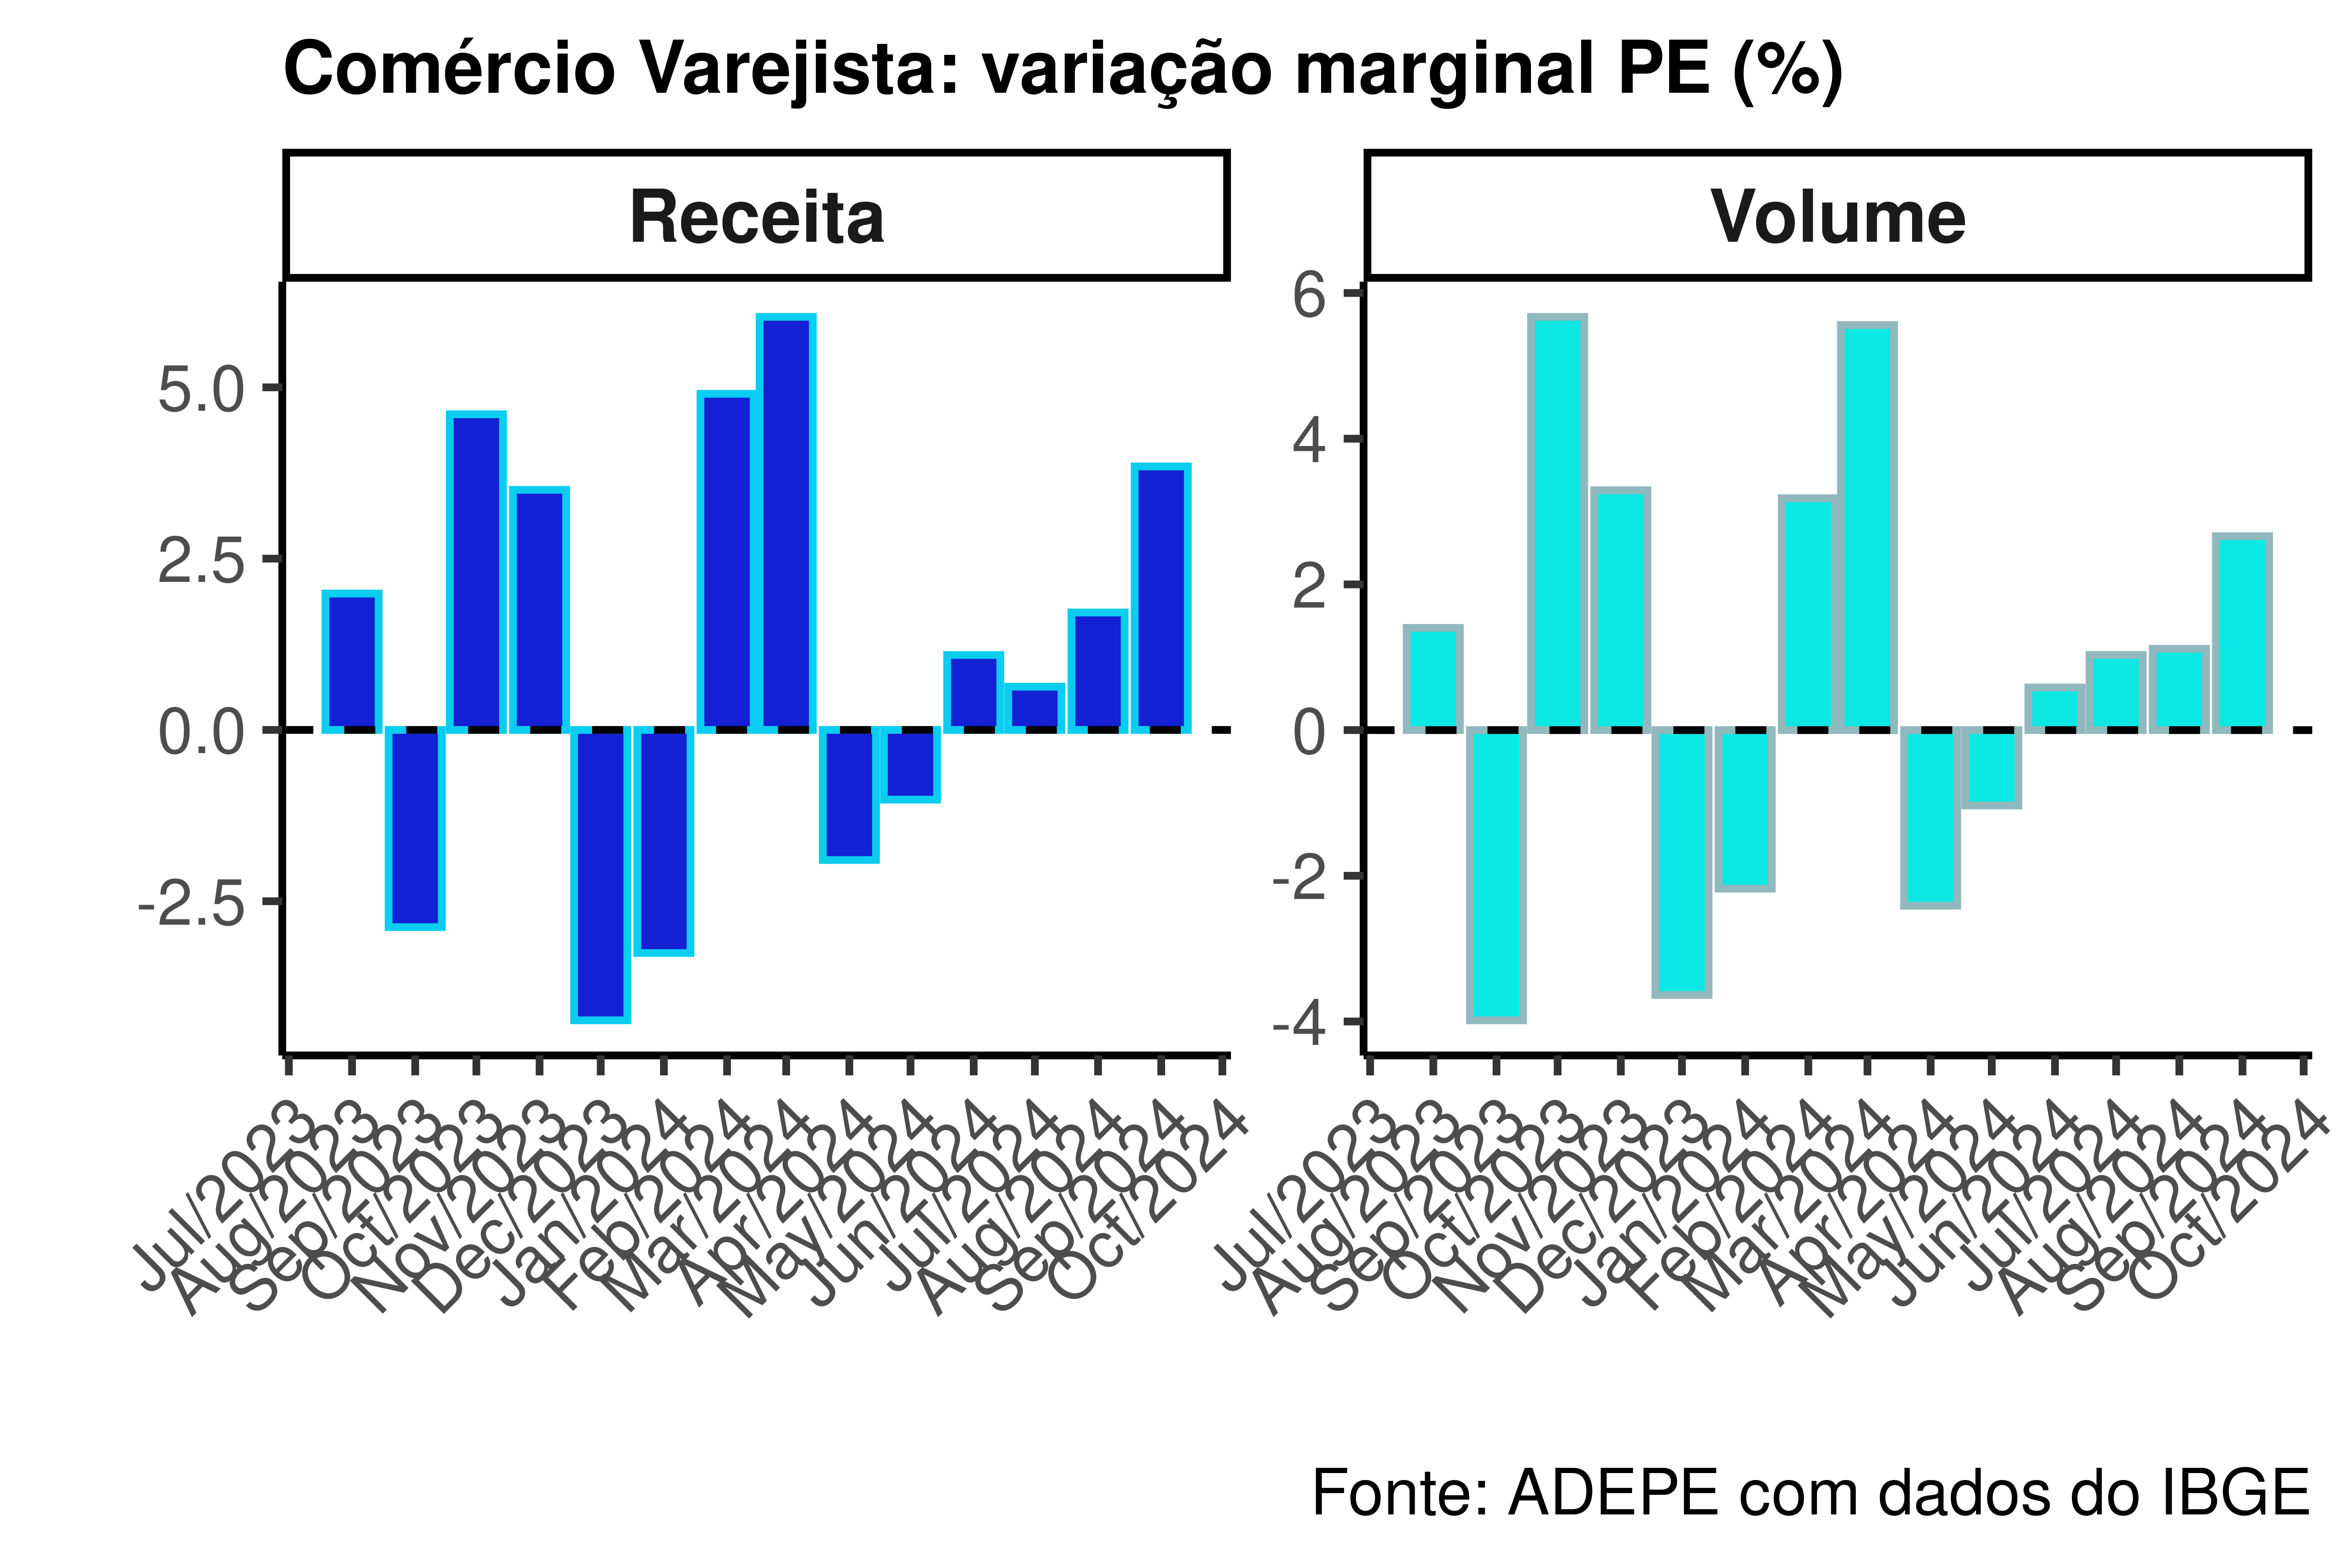 Comércio Varejista: variação marginal PE (%)
Receita
Volume
5.0
2.5
0.0
-2.5
6
4
2
0
-2
-4
Jul/2023
Aug/2023
Sep/2023
Oct/2023
Nov/2023
Dec/2023
Jan/2024
Feb/2024
Mar/2024
Apr/2024
May/2024
Jun/2024
Jul/2024
Aug/2024
Sep/2024
Oct/2024
Jul/2023
Aug/2023
Sep/2023
Oct/2023
Nov/2023
Dec/2023
Jan/2024
Feb/2024
Mar/2024
Apr/2024
May/2024
Jun/2024
Jul/2024
Aug/2024
Sep/2024
Oct/2024
Fonte: ADEPE com dados do IBGE